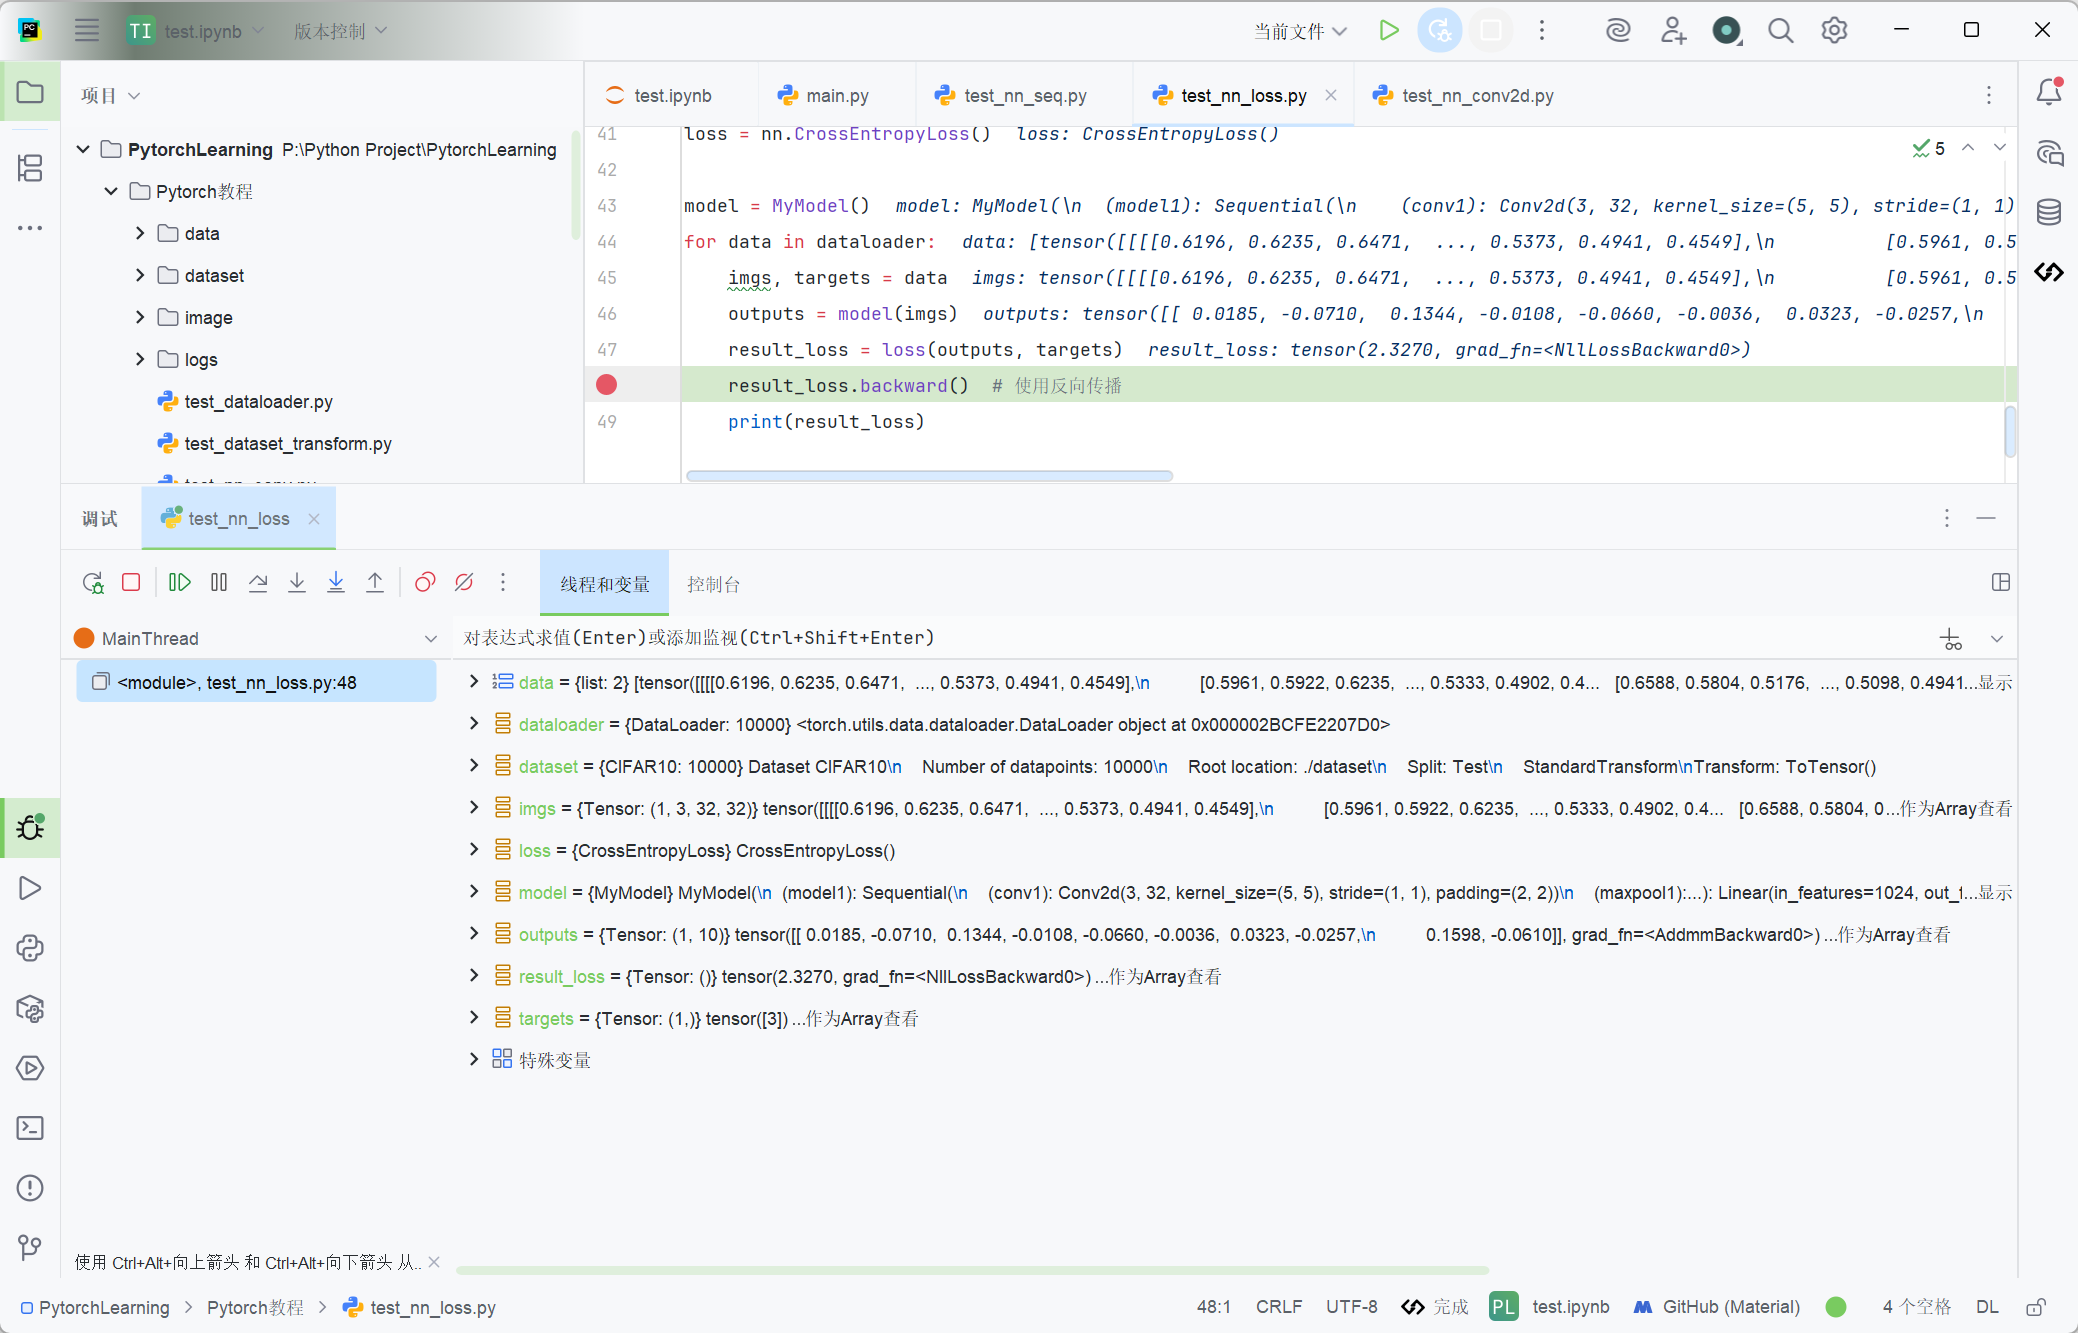 TI test.ipynb 版本控制 当前文件
项目
test.ipynb main.py test_nn_seq.py test_nn_loss.py test_nn_conv2d.py
PytorchLearning P:\Python Project\PytorchLearning
Pytorch教程
data
dataset
image
logs
test_dataloader.py
test_dataset_transform.py
5
41 loss = nn.CrossEntropyLoss() loss: CrossEntropyLoss()
42
43 model = MyModel() model: MyModel(\n (model1): Sequential(\n (conv1): Conv2d(3, 32, kernel_size=(5, 5), stride=(1, 1)
44 for data in dataloader: data: [tensor([[[[0.6196, 0.6235, 0.6471, ..., 0.5373, 0.4941, 0.4549],\n [0.5961, 0.5
45 imgs, targets = data imgs: tensor([[[[0.6196, 0.6235, 0.6471, ..., 0.5373, 0.4941, 0.4549],\n [0.5961, 0.5
46 outputs = model(imgs) outputs: tensor([[ 0.0185, -0.0710, 0.1344, -0.0108, -0.0660, -0.0036, 0.0323, -0.0257,\n
47 result_loss = loss(outputs, targets) result_loss: tensor(2.3270, grad_fn=<NllLossBackward0>)
result_loss.backward() # 使用反向传播
49 print(result_loss)
调试 test_nn_loss
线程和变量 控制台
MainThread
<module>, test_nn_loss.py:48
对表达式求值(Enter)或添加监视(Ctrl+Shift+Enter)
data = {list: 2} [tensor([[[[0.6196, 0.6235, 0.6471, ..., 0.5373, 0.4941, 0.4549],\n [0.5961, 0.5922, 0.6235, ..., 0.5333, 0.4902, 0.4... [0.6588, 0.5804, 0.5176, ..., 0.5098, 0.4941...显示
dataloader = {DataLoader: 10000} <torch.utils.data.dataloader.DataLoader object at 0x000002BCFE2207D0>
dataset = {CIFAR10: 10000} Dataset CIFAR10\n Number of datapoints: 10000\n Root location: ./dataset\n Split: Test\n StandardTransform\nTransform: ToTensor()
imgs = {Tensor: (1, 3, 32, 32)} tensor([[[[0.6196, 0.6235, 0.6471, ..., 0.5373, 0.4941, 0.4549],\n [0.5961, 0.5922, 0.6235, ..., 0.5333, 0.4902, 0.4... [0.6588, 0.5804, 0...作为Array查看
loss = {CrossEntropyLoss} CrossEntropyLoss()
model = {MyModel} MyModel(\n (model1): Sequential(\n (conv1): Conv2d(3, 32, kernel_size=(5, 5), stride=(1, 1), padding=(2, 2))\n (maxpool1):...): Linear(in_features=1024, out_f...显示
outputs = {Tensor: (1, 10)} tensor([[ 0.0185, -0.0710, 0.1344, -0.0108, -0.0660, -0.0036, 0.0323, -0.0257,\n 0.1598, -0.0610]], grad_fn=<AddmmBackward0>) ...作为Array查看
result_loss = {Tensor: ()} tensor(2.3270, grad_fn=<NllLossBackward0>) ...作为Array查看
targets = {Tensor: (1,)} tensor([3]) ...作为Array查看
特殊变量
使用 Ctrl+Alt+向上箭头 和 Ctrl+Alt+向下箭头 从..
PytorchLearning Pytorch教程 test_nn_loss.py
48:1 CRLF UTF-8 完成 PL test.ipynb GitHub (Material) 4 个空格 DL